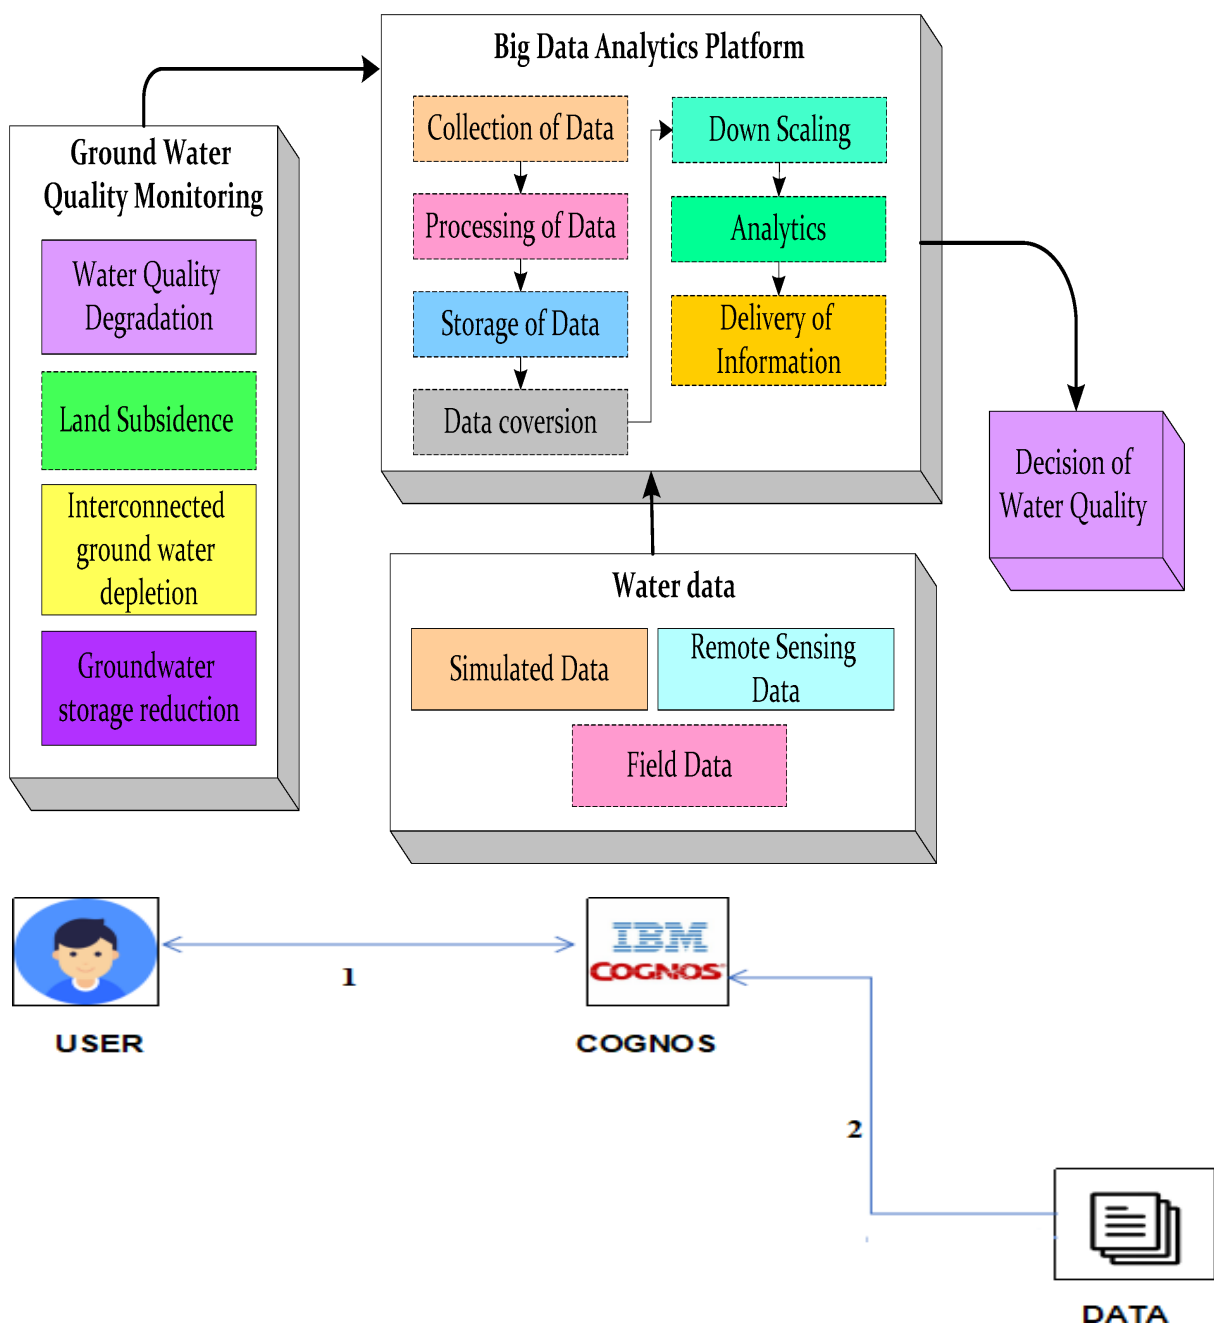 Big Data Analytics Platform
Collection of Data
Processing of Data
Storage of Data
Data coversion
Down Scaling
Analytics
Delivery of
Information
Ground Water
Quality Monitoring
Water Quality
Degradation
Land Subsidence
Interconnected
ground water
depletion
Groundwater
storage reduction
Decision of
Water Quality
Water data
Simulated Data
Remote Sensing
Data
Field Data
IBM
COGNOS
1
USER
COGNOS
2
DATA